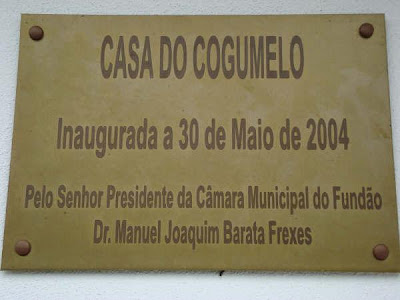 CASA DO COGUMELO
Inaugurada a 30 de Maio de 2004
Pelo Senhor Presidente da Câmara Municipal do Fundão
Dr. Manuel Joaquim Barata Frexes